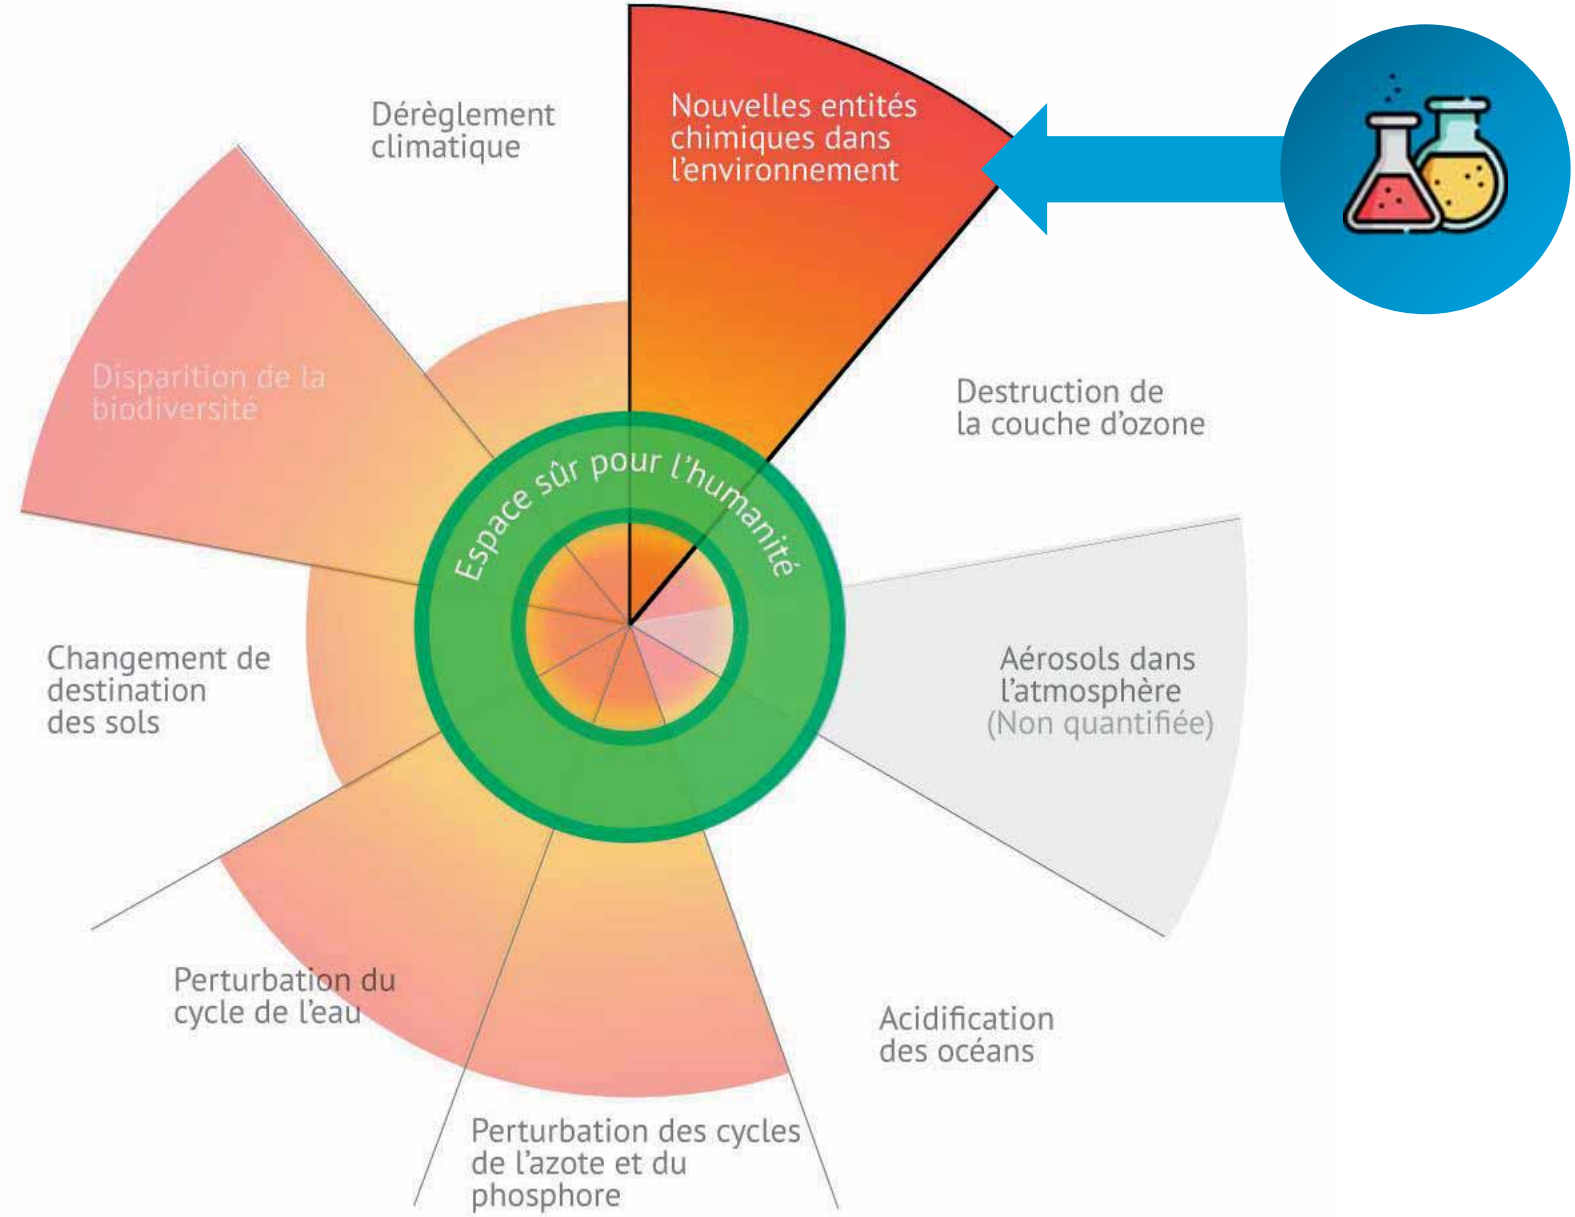 Dérèglement
climatique
Nouvelles entités
chimiques dans
l'environnement
Disparition de la
biodiversité
Destruction de
la couche d'ozone
Espace sûr pour l'humanité
Changement de
destination
des sols
Aérosols dans
l'atmosphère
(Non quantifiée)
Perturbation du
cycle de l'eau
Acidification
des océans
Perturbation des cycles
de l'azote et du
phosphore